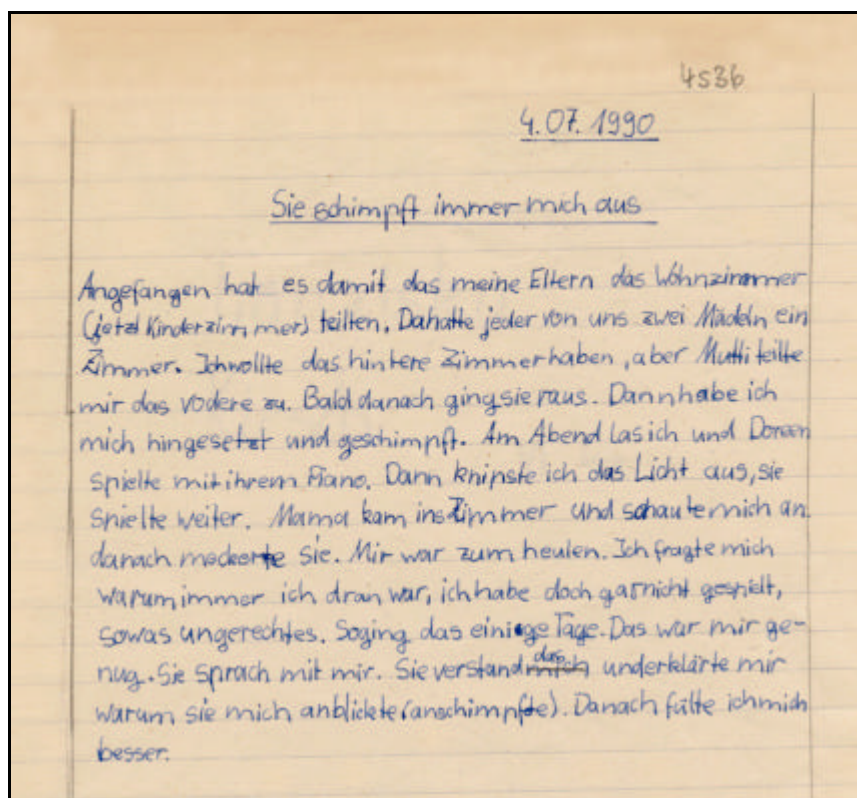 4536
4.07. 1990
Sie schimpft immer mich aus
Angefangen hat es damit das meine Eltern das Wohnzimmer
(jetzt Kinderzimmer) teilten. Dahatte jeder von uns zwei Mädeln ein
Zimmer. Ichwollte das hintere Zimmerhaben, aber Mutti teilte
mir das vodere zu. Bald danach gingsie raus. Dannhabe ich
mich hingesetzt und geschimpft. Am Abend lasich und Doreen
spielte mit ihrem Piano. Dann knipste ich das Licht aus, sie
spielte weiter. Mama kam ins Zimmer und schautemich an
danach meckerte sie. Mir war zum heulen. Ich fragte mich
warum immer ich dran war, ich habe doch garnicht gespielt,
sowas ungerechtes. Soging das einige Tage. Das war mir ge-
nug. Sie sprach mit mir. Sie verstand das underklärte mir
warum sie mich anblickte (anschimpfte). Danach fülte ichmich
besser.